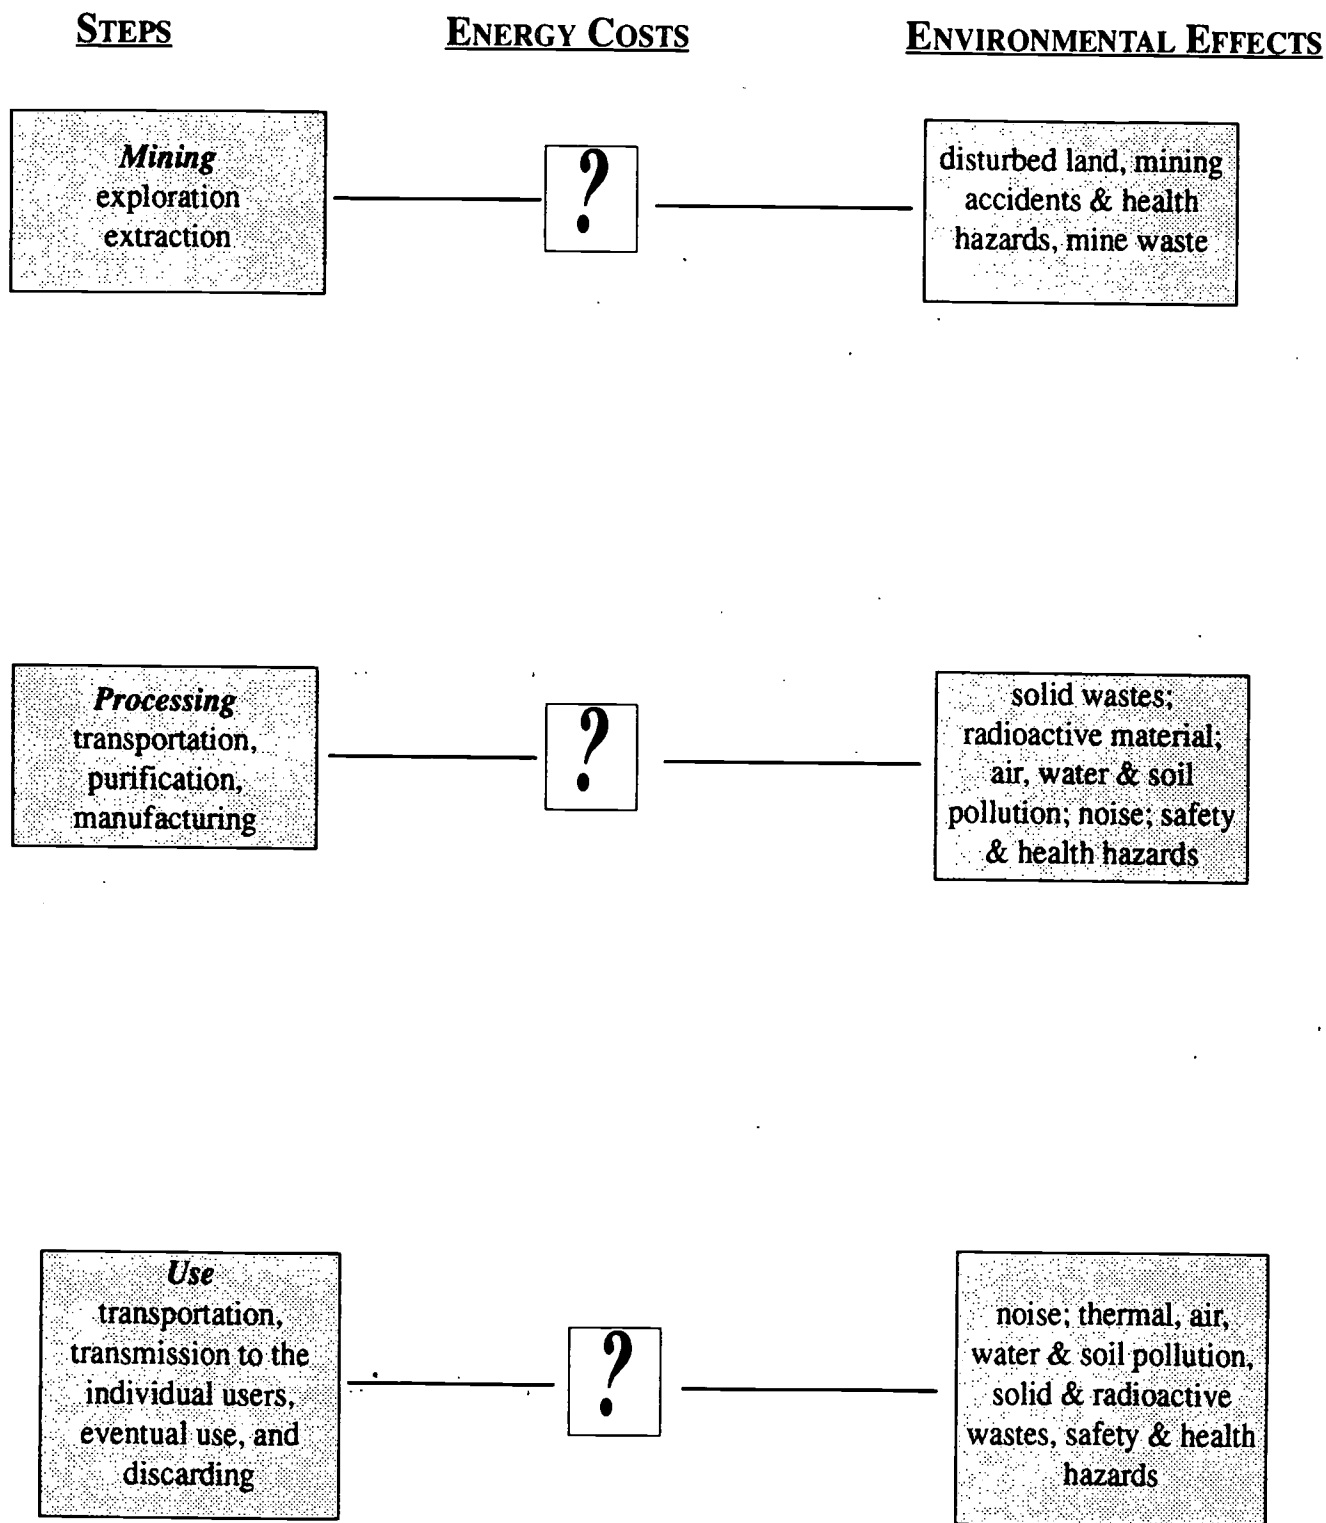 STEPS
ENERGY COSTS
ENVIRONMENTAL EFFECTS
Mining
exploration
extraction
?
disturbed land, mining
accidents & health
hazards, mine waste
Processing
transportation,
purification,
manufacturing
?
solid wastes;
radioactive material;
air, water & soil
pollution; noise; safety
& health hazards
Use
transportation,
transmission to the
individual users,
eventual use, and
discarding
?
noise; thermal, air,
water & soil pollution,
solid & radioactive
wastes, safety & health
hazards